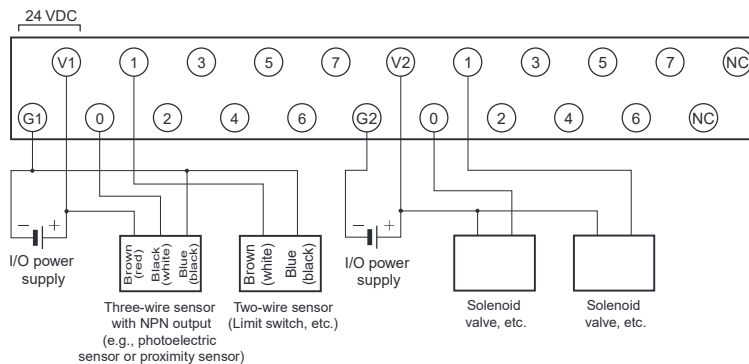 24 VDC
V1 1 3 5 7 V2 1 3 5 7 NC
G1 0 2 4 6 G2 0 2 4 6 NC
− +
− +
I/O power
supply
Brown
(red)
Black
(white)
Blue
(black)
Brown
(white)
Blue
(black)
I/O power
supply
Three-wire sensor
with NPN output
(e.g., photoelectric
sensor or proximity sensor)
Two-wire sensor
(Limit switch, etc.)
Solenoid
valve, etc.
Solenoid
valve, etc.